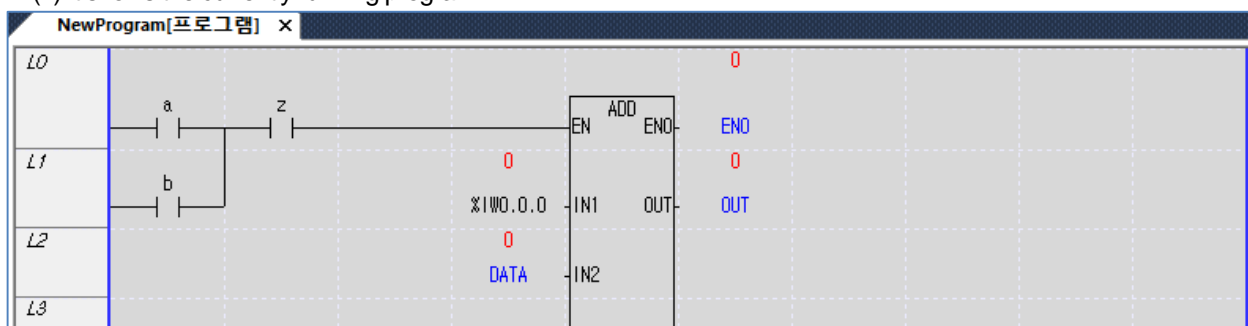 NewProgram[프로그램] ×
L0
0
a
z
ADD
EN
ENO
ENO
L1
0
0
b
%IW0.0.0
IN1
OUT
OUT
L2
0
DATA
IN2
L3